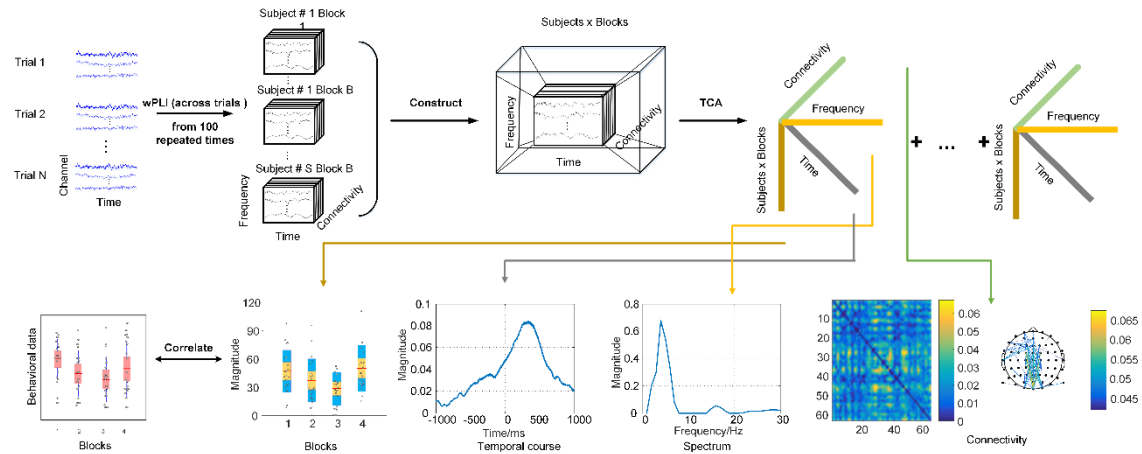 Subject # 1 Block
1
Subjects x Blocks
Trial 1
Trial 2
Trial N
Channel
Time
wPLI (across trials )
from 100
repeated times
Subject # 1 Block B
Subject # S Block B
Frequency
Connectivity
Time
Construct
Frequency
Connectivity
Time
TCA
Connectivity
Frequency
Time
Subjects x Blocks
+ ... +
Connectivity
Frequency
Time
Subjects x Blocks
Behavioral data
1 2 3 4
Blocks
Correlate
Magnitude
120
90
60
30
0
1 2 3 4
Blocks
Magnitude
0.1
0.08
0.06
0.04
0.02
0
-1000 -500 0 500 1000
Time/ms
Temporal course
Magnitude
0.8
0.6
0.4
0.2
0
0 10 20 30
Frequency/Hz
Spectrum
10
20
30
40
50
60
20 40 60
0.06
0.05
0.04
0.03
0.02
0.01
0
0.065
0.06
0.055
0.05
0.045
Connectivity